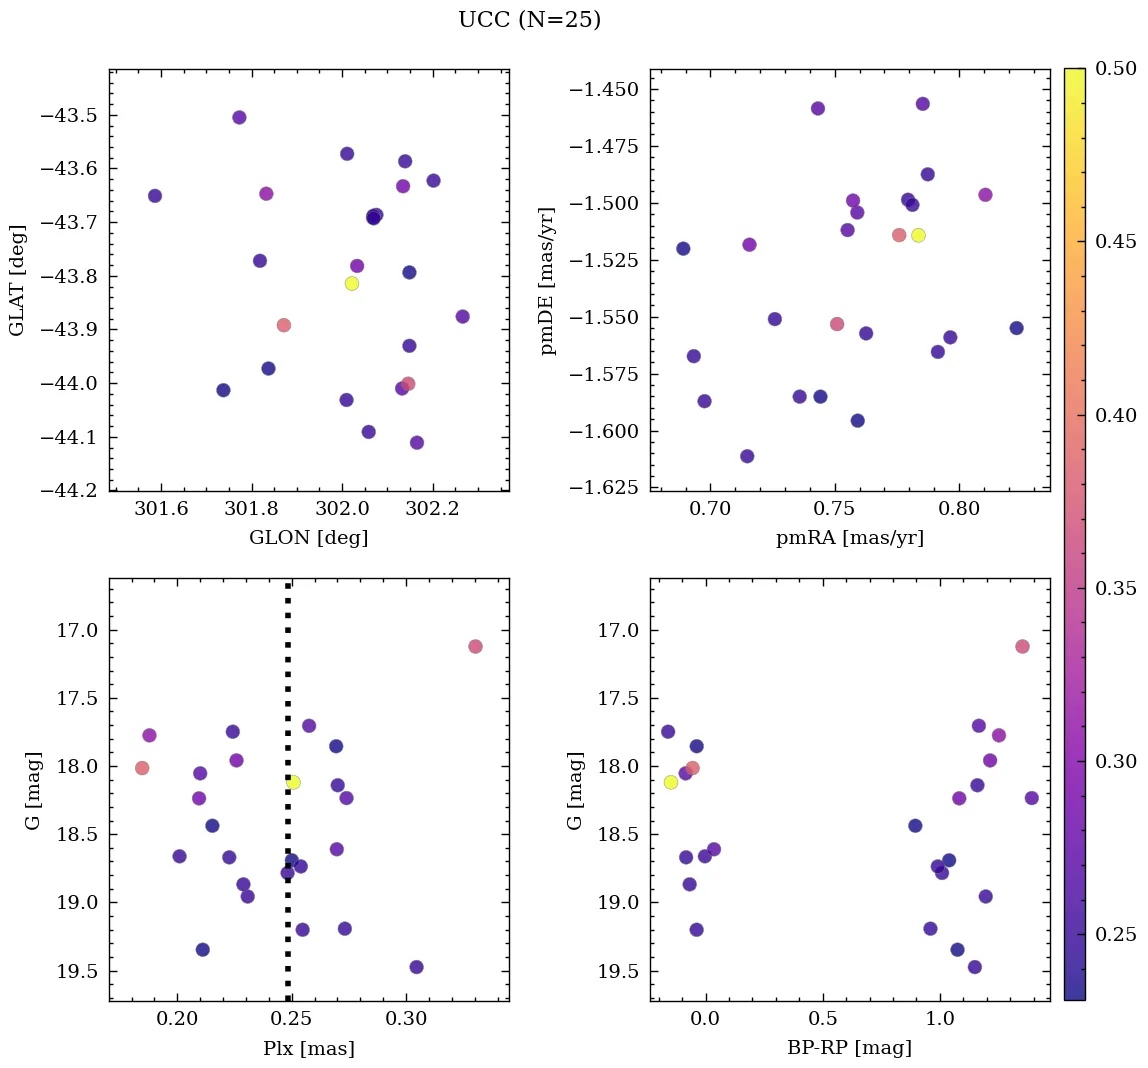 UCC (N=25)
−43.5
−43.6
−43.7
−43.8
−43.9
−44.0
−44.1
−44.2
GLAT [deg]
301.6 301.8 302.0 302.2
GLON [deg]
−1.450
−1.475
−1.500
−1.525
−1.550
−1.575
−1.600
−1.625
pmDE [mas/yr]
0.70 0.75 0.80
pmRA [mas/yr]
17.0
17.5
18.0
18.5
19.0
19.5
G [mag]
0.20 0.25 0.30
Plx [mas]
17.0
17.5
18.0
18.5
19.0
19.5
G [mag]
0.0 0.5 1.0
BP-RP [mag]
0.50
0.45
0.40
0.35
0.30
0.25